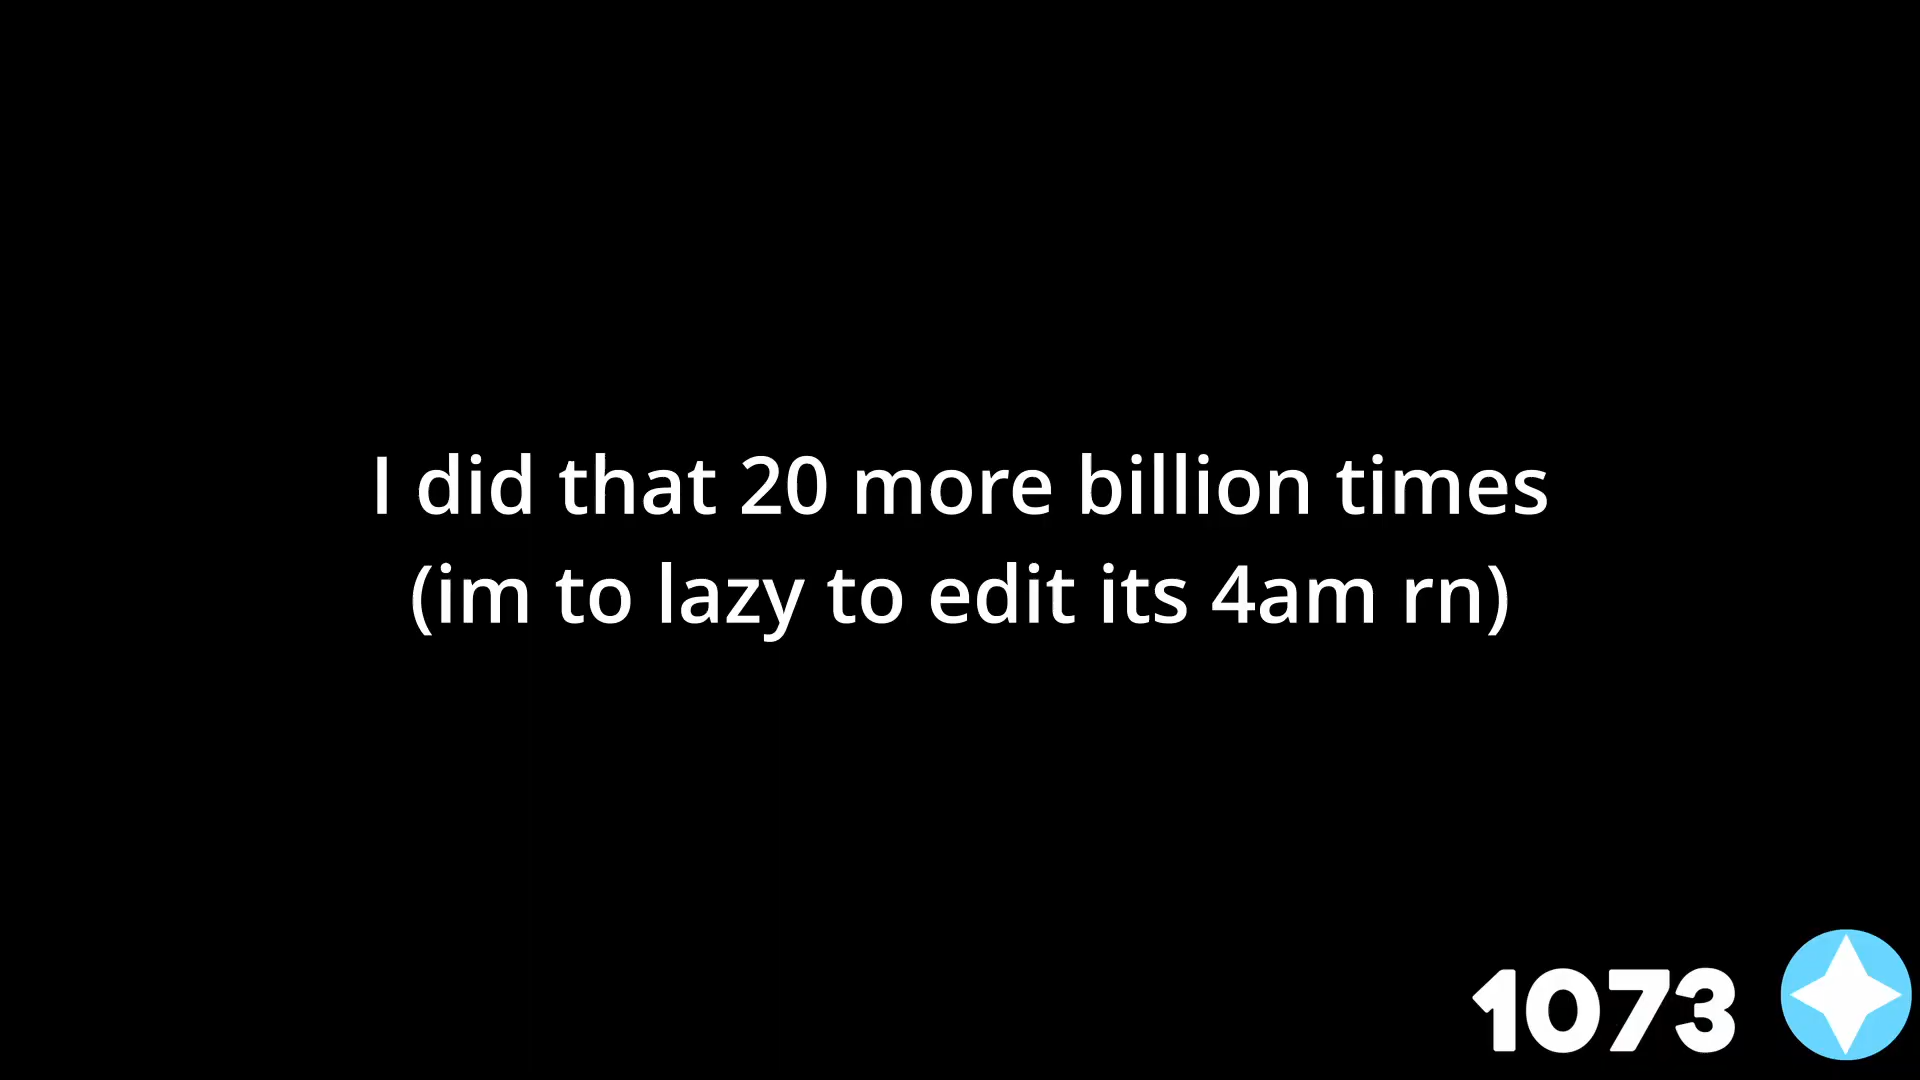 I did that 20 more billion times
(im to lazy to edit its 4am rn)
1073